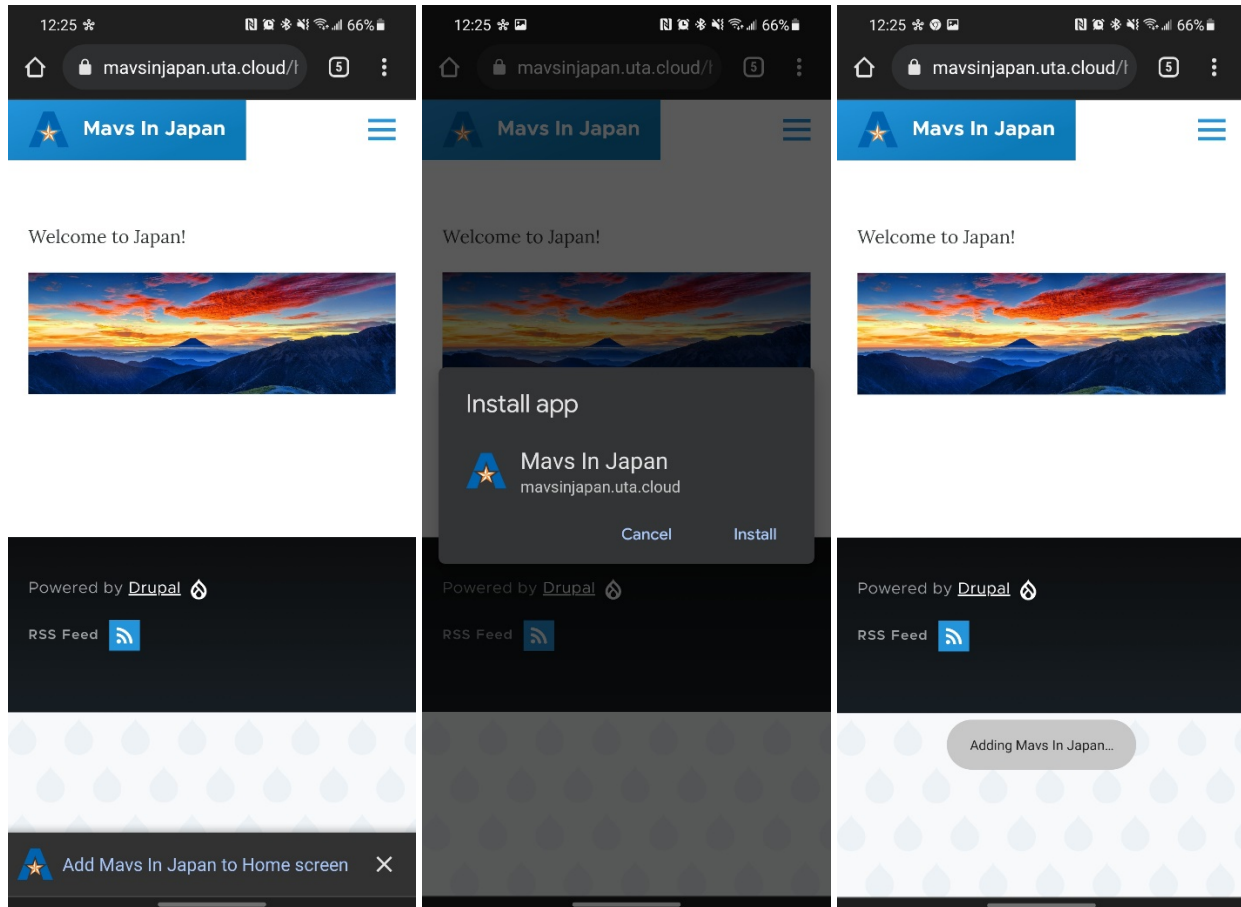 12:25
66%
mavsinjapan.uta.cloud/h
5
Mavs In Japan
Welcome to Japan!
Powered by Drupal
RSS Feed
Add Mavs In Japan to Home screen
12:25
66%
mavsinjapan.uta.cloud/h
5
Mavs In Japan
Welcome to Japan!
Install app
Mavs In Japan
mavsinjapan.uta.cloud
Cancel Install
Powered by Drupal
RSS Feed
12:25
66%
mavsinjapan.uta.cloud/h
5
Mavs In Japan
Welcome to Japan!
Powered by Drupal
RSS Feed
Adding Mavs In Japan...